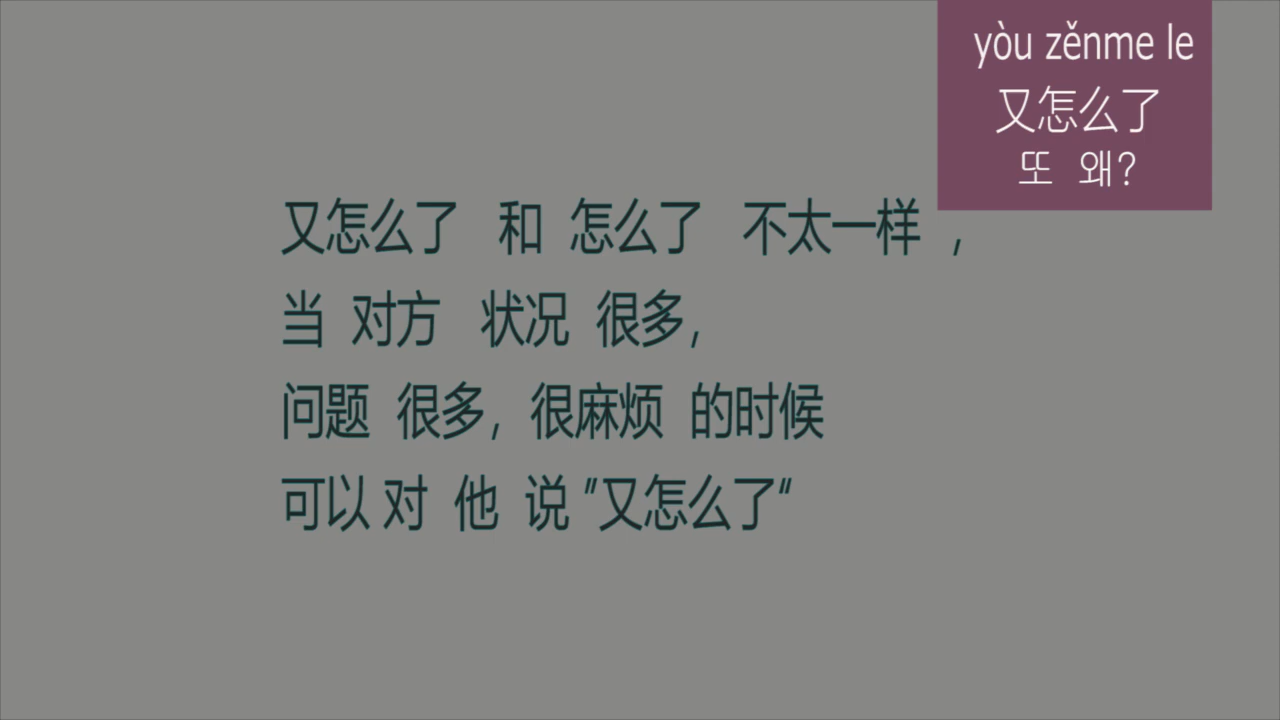 yòu zěnme le
又怎么了
또 왜?
又怎么了 和 怎么了 不太一样 ，
当 对方 状况 很多，
问题 很多，很麻烦 的时候
可以 对 他 说 "又怎么了"